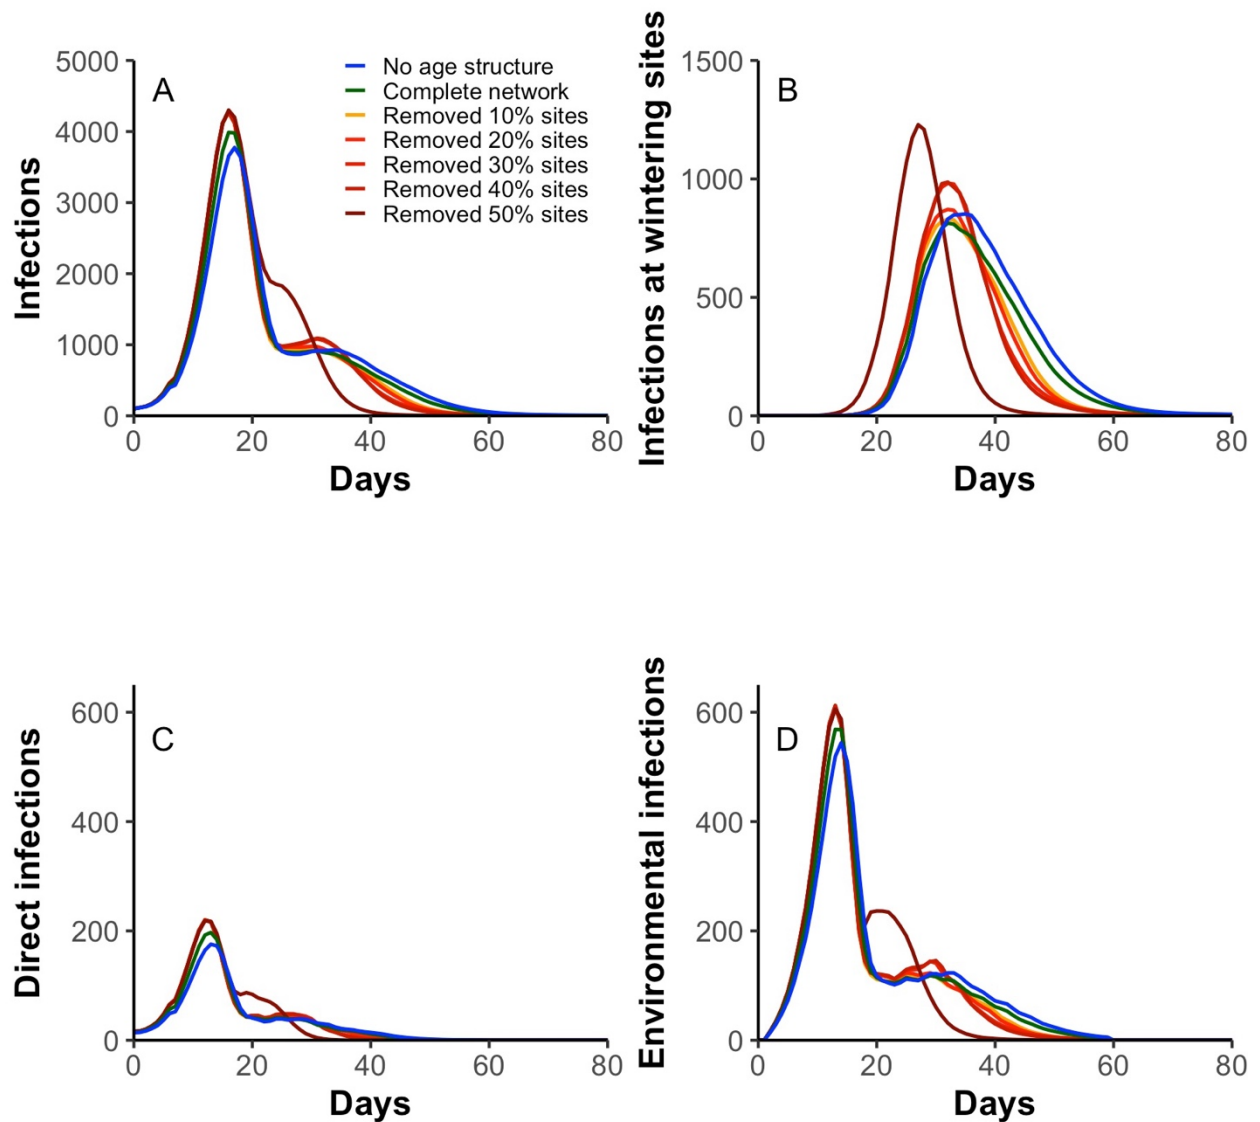 A
Infections
5000
4000
3000
2000
1000
0
0 20 40 60 80
Days
No age structure
Complete network
Removed 10% sites
Removed 20% sites
Removed 30% sites
Removed 40% sites
Removed 50% sites
B
Infections at wintering sites
1500
1000
500
0
0 20 40 60 80
Days
C
Direct infections
600
400
200
0
0 20 40 60 80
Days
D
Environmental infections
600
400
200
0
0 20 40 60 80
Days